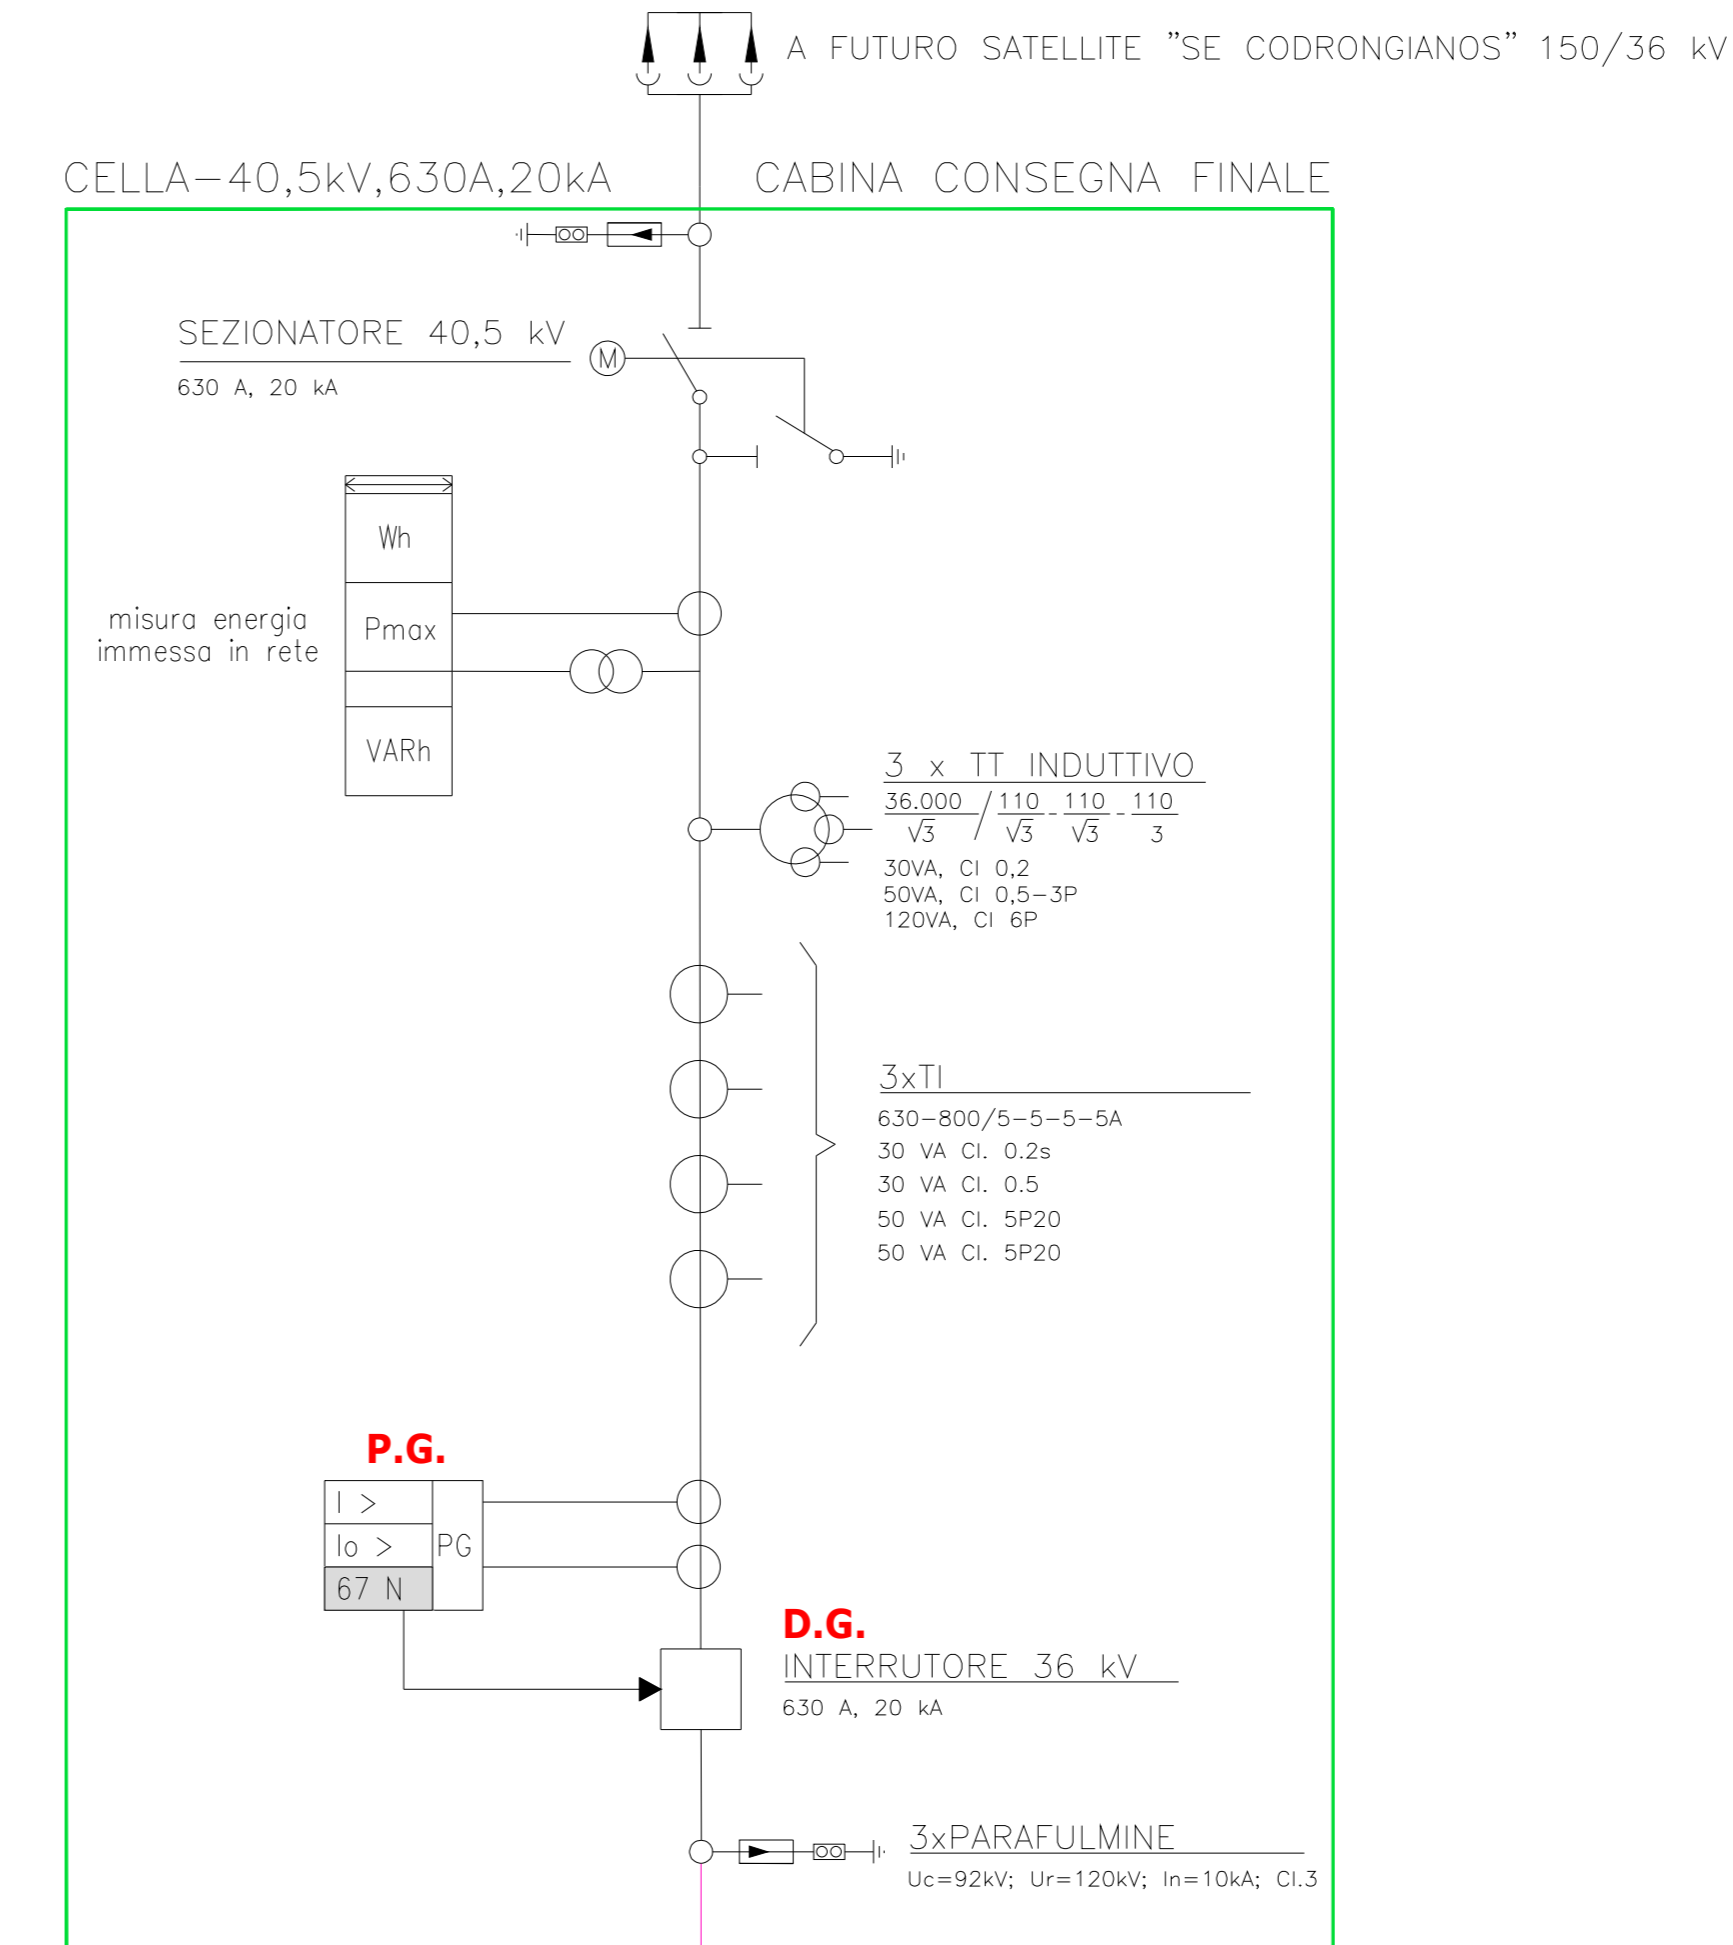 A FUTURO SATELLITE "SE CODRONGIANOS" 150/36 kV
CELLA-40,5kV,630A,20kA
CABINA CONSEGNA FINALE
SEZIONATORE 40,5 kV
630 A, 20 kA
M
Wh
Pmax
VARh
misura energia
immessa in rete
3 x TT INDUTTIVO
36.000/√3 / 110/√3 - 110/√3 - 110/3
30VA, Cl 0,2
50VA, Cl 0,5-3P
120VA, Cl 6P
3xTI
630-800/5-5-5-5A
30 VA Cl. 0.2s
30 VA Cl. 0.5
50 VA Cl. 5P20
50 VA Cl. 5P20
P.G.
I >
Io >
67 N
PG
D.G.
INTERRUTORE 36 kV
630 A, 20 kA
3xPARAFULMINE
Uc=92kV; Ur=120kV; In=10kA; Cl.3